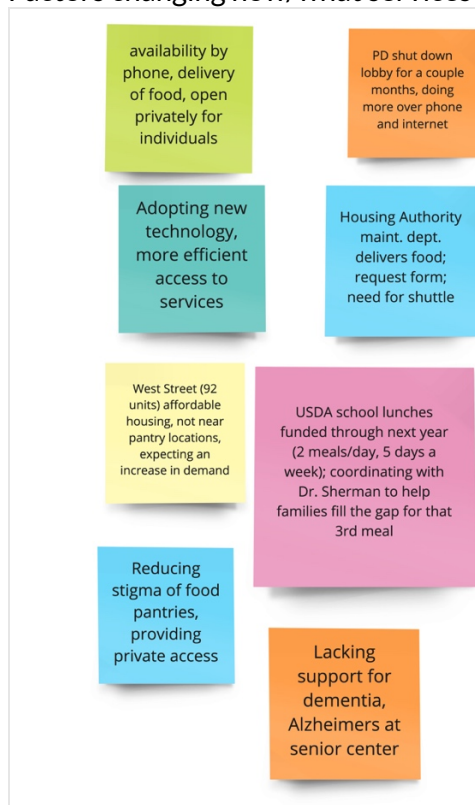 availability by
phone, delivery
of food, open
privately for
individuals
PD shut down
lobby for a couple
months, doing
more over phone
and internet
Adopting new
technology,
more efficient
access to
services
Housing Authority
maint. dept.
delivers food;
request form;
need for shuttle
West Street (92
units) affordable
housing, not near
pantry locations,
expecting an
increase in demand
USDA school lunches
funded through next year
(2 meals/day, 5 days a
week); coordinating with
Dr. Sherman to help
families fill the gap for that
3rd meal
Reducing
stigma of food
pantries,
providing
private access
Lacking
support for
dementia,
Alzheimers at
senior center